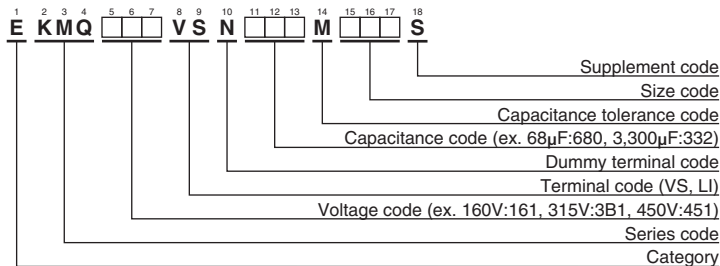 1 2 3 4 5 6 7 8 9 10 11 12 13 14 15 16 17 18
E KMQ VS N M S
Supplement code
Size code
Capacitance tolerance code
Capacitance code (ex. 68μF:680, 3,300μF:332)
Dummy terminal code
Terminal code (VS, LI)
Voltage code (ex. 160V:161, 315V:3B1, 450V:451)
Series code
Category